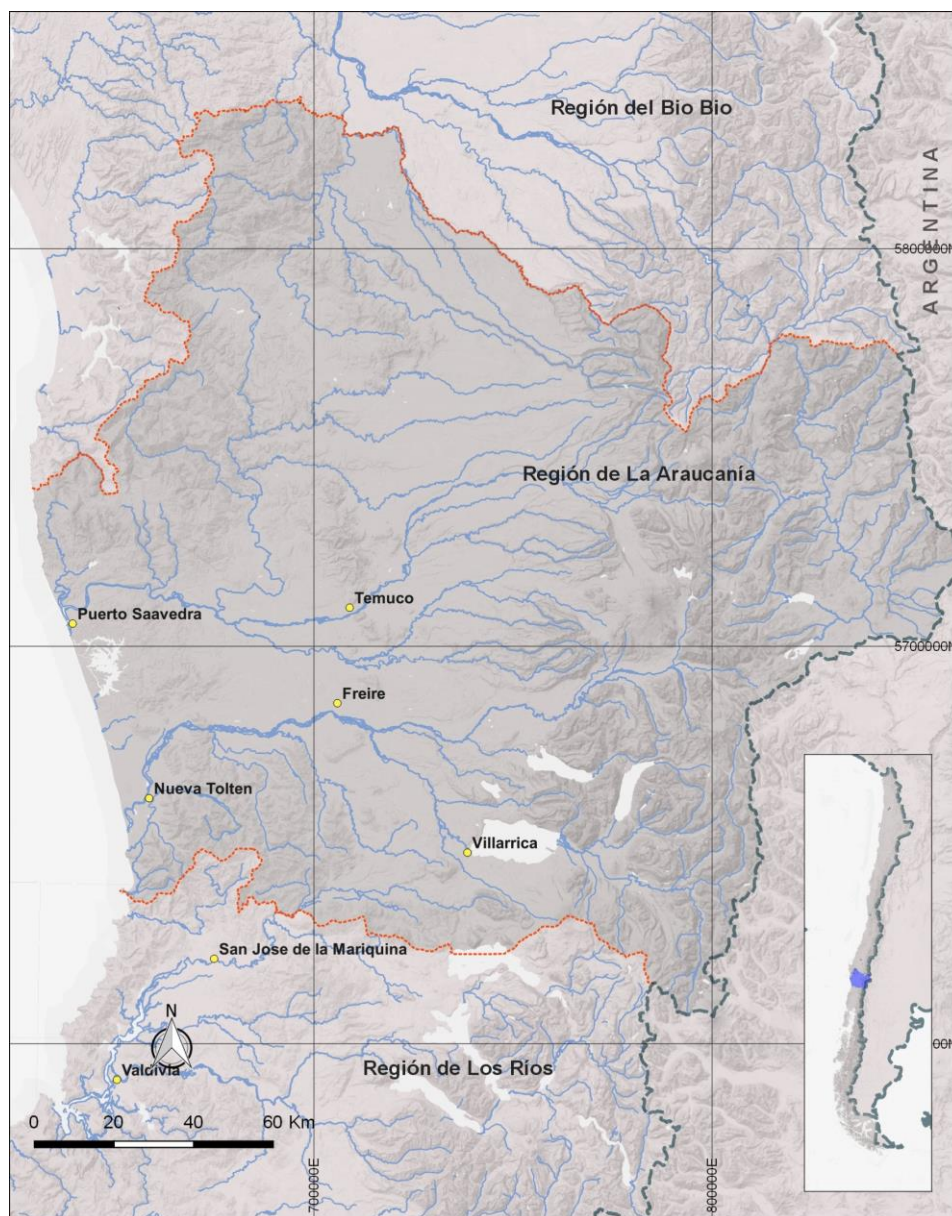 Región del Bio Bio
ARGENTINA
5800000N
Región de La Araucanía
Temuco
Puerto Saavedra
5700000N
Freire
Nueva Tolten
Villarrica
San Jose de la Mariquina
N
Región de Los Ríos
Valdivia
0 20 40 60 Km
700000E
800000E